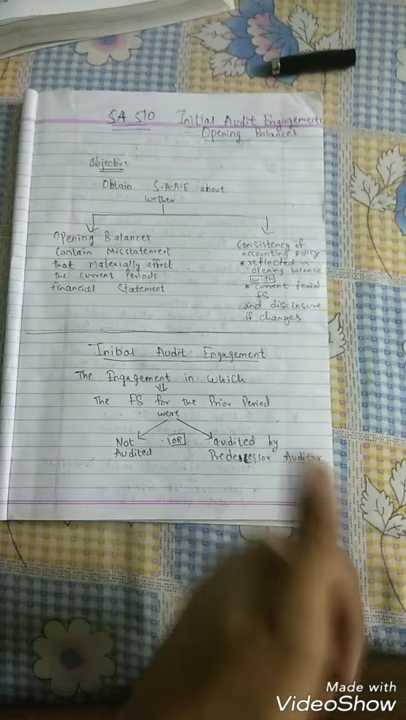 SA 510 Initial Audit Engagement
Opening Balances
Objective
Obtain S.A.A.E about
wether
Opening Balances
Contain Misstatement
that Materially effect
the current Periods
financial Statement
Consistency of
accounting Policy
* reflected in
opening balance
* current period
FS
and disclosure
if changes
Initial Audit Engagement
The Engagement in which
The FS for the Prior Period
were
Not
Audited
OR
audited by
Predecessor Auditor
Made with
VideoShow